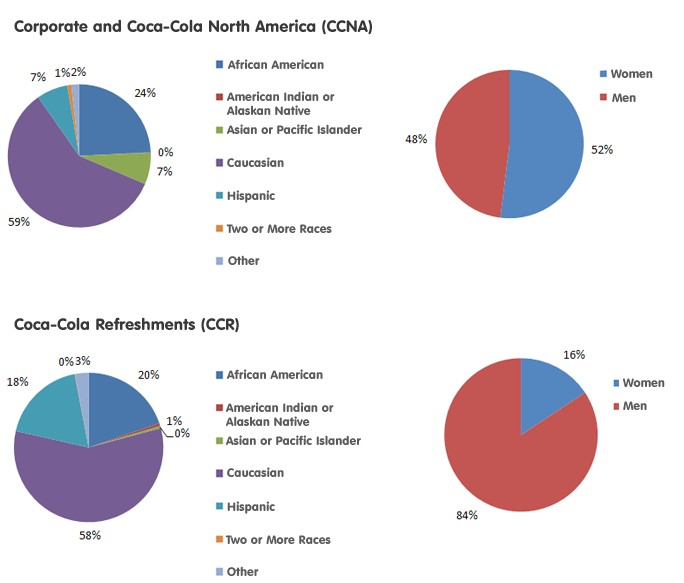 Corporate and Coca-Cola North America (CCNA)
7%
1%
2%
24%
0%
7%
59%
African American
American Indian or
Alaskan Native
Asian or Pacific Islander
Caucasian
Hispanic
Two or More Races
Other
48%
52%
Women
Men
Coca-Cola Refreshments (CCR)
0%
3%
18%
20%
1%
0%
58%
African American
American Indian or
Alaskan Native
Asian or Pacific Islander
Caucasian
Hispanic
Two or More Races
Other
16%
84%
Women
Men